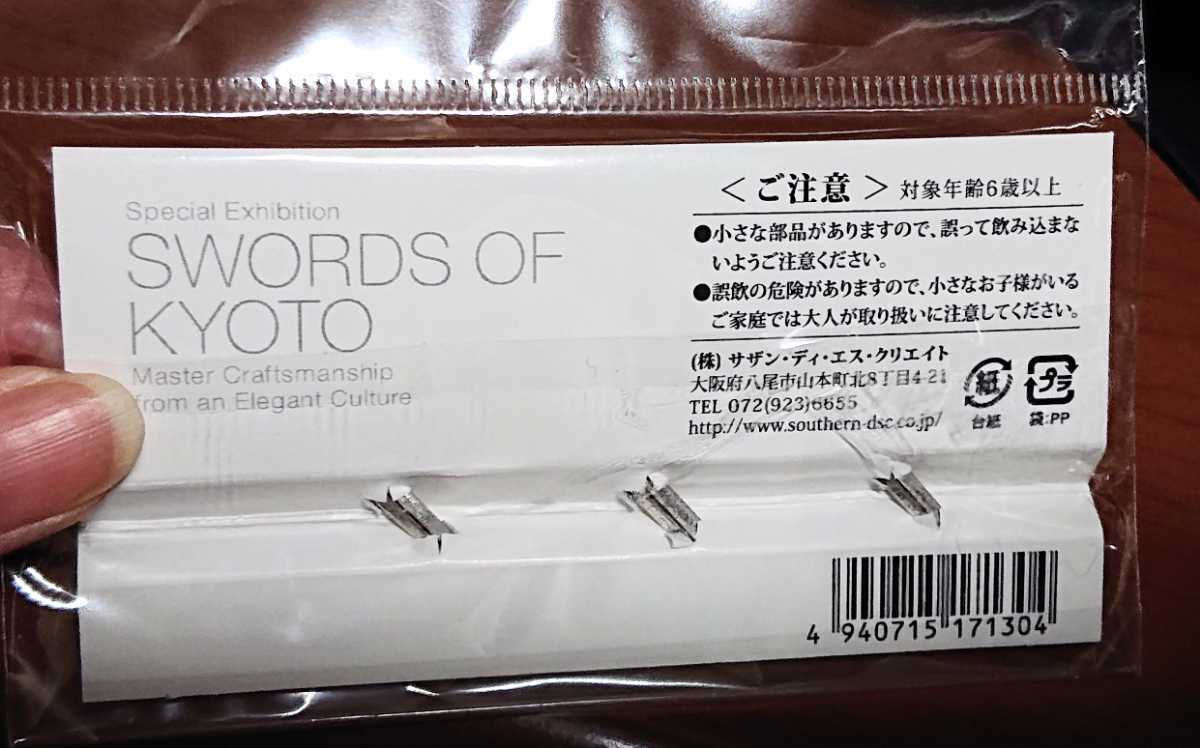 Special Exhibition
SWORDS OF
KYOTO
Master Craftsmanship
from an Elegant Culture
＜ご注意＞ 対象年齢6歳以上
●小さな部品がありますので、誤って飲み込まな
いようご注意ください。
●誤飲の危険がありますので、小さなお子様がいる
ご家庭では大人が取り扱いに注意してください。
(株) サザン・ディ・エス・クリエイト
大阪府八尾市山本町北8丁目4-21
TEL 072(923)6655
http://www.southern-dsc.co.jp/
紙
台紙
プラ
袋:PP
4 940715 171304